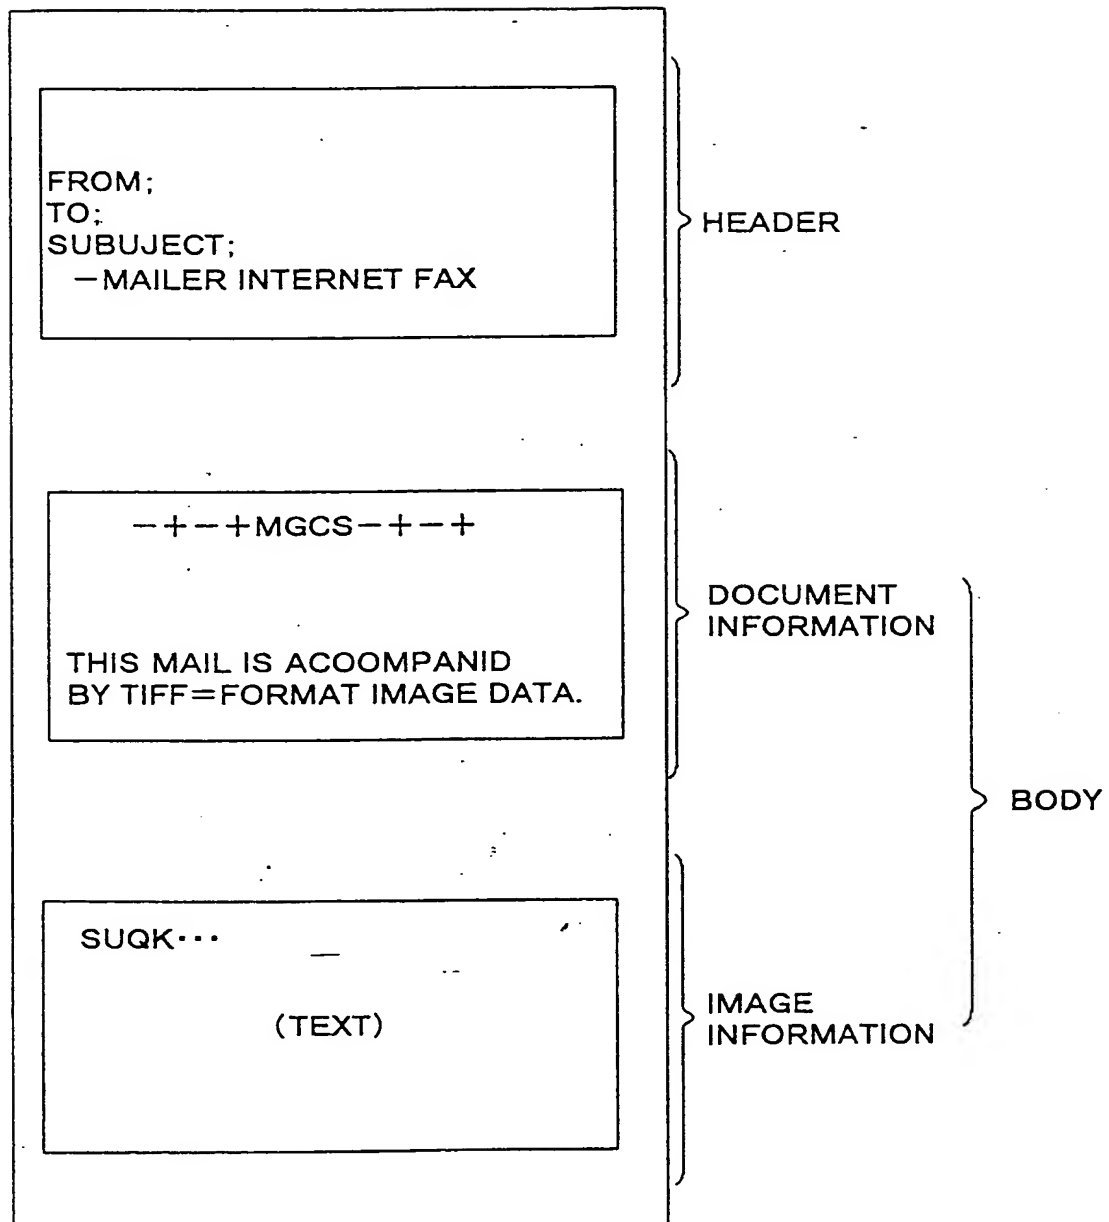 FROM;
TO;
SUBUJECT;
−MAILER INTERNET FAX
HEADER
−+−+MGCS−+−+
THIS MAIL IS ACOOMPANID
BY TIFF=FORMAT IMAGE DATA.
DOCUMENT
INFORMATION
BODY
SUQK···
(TEXT)
IMAGE
INFORMATION